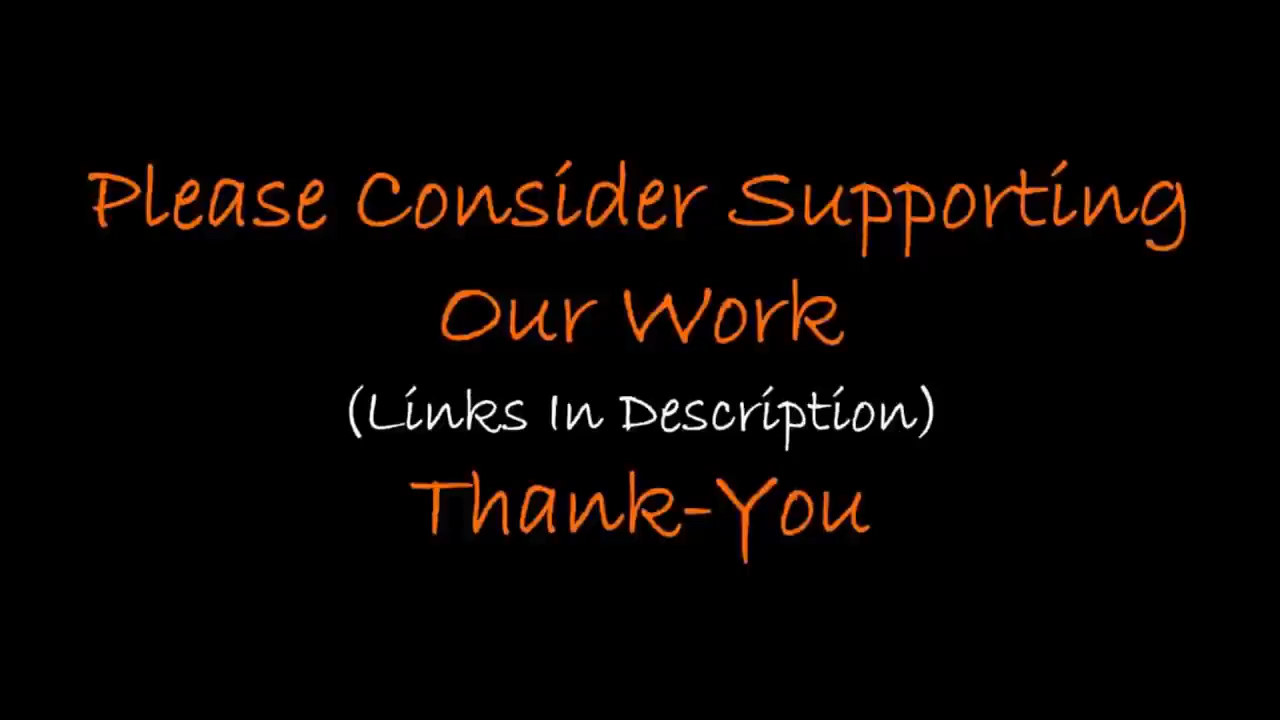 Please Consider Supporting
Our Work
(Links In Description)
Thank-You